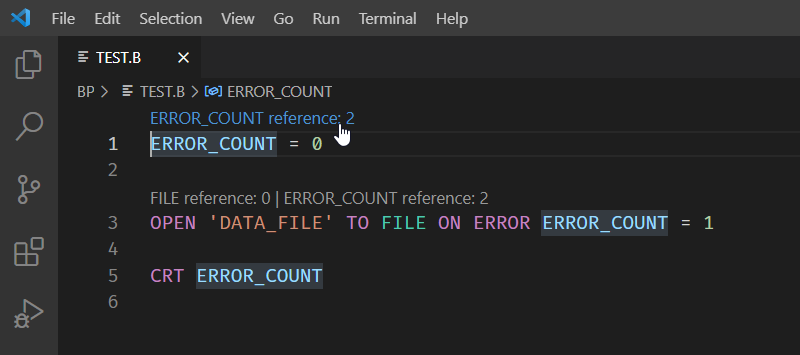 File Edit Selection View Go Run Terminal Help
TEST.B
BP > TEST.B > ERROR_COUNT
ERROR_COUNT reference: 2
1 ERROR_COUNT = 0
2
FILE reference: 0 | ERROR_COUNT reference: 2
3 OPEN 'DATA_FILE' TO FILE ON ERROR ERROR_COUNT = 1
4
5 CRT ERROR_COUNT
6